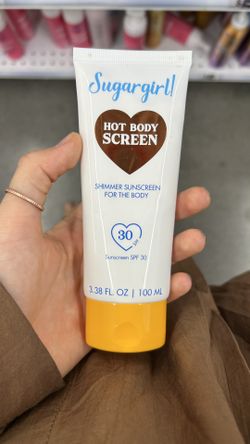 Sugargirl!
HOT BODY
SCREEN
SHIMMER SUNSCREEN
FOR THE BODY
30
Sunscreen SPF 30
3.38 FL. OZ | 100 ML